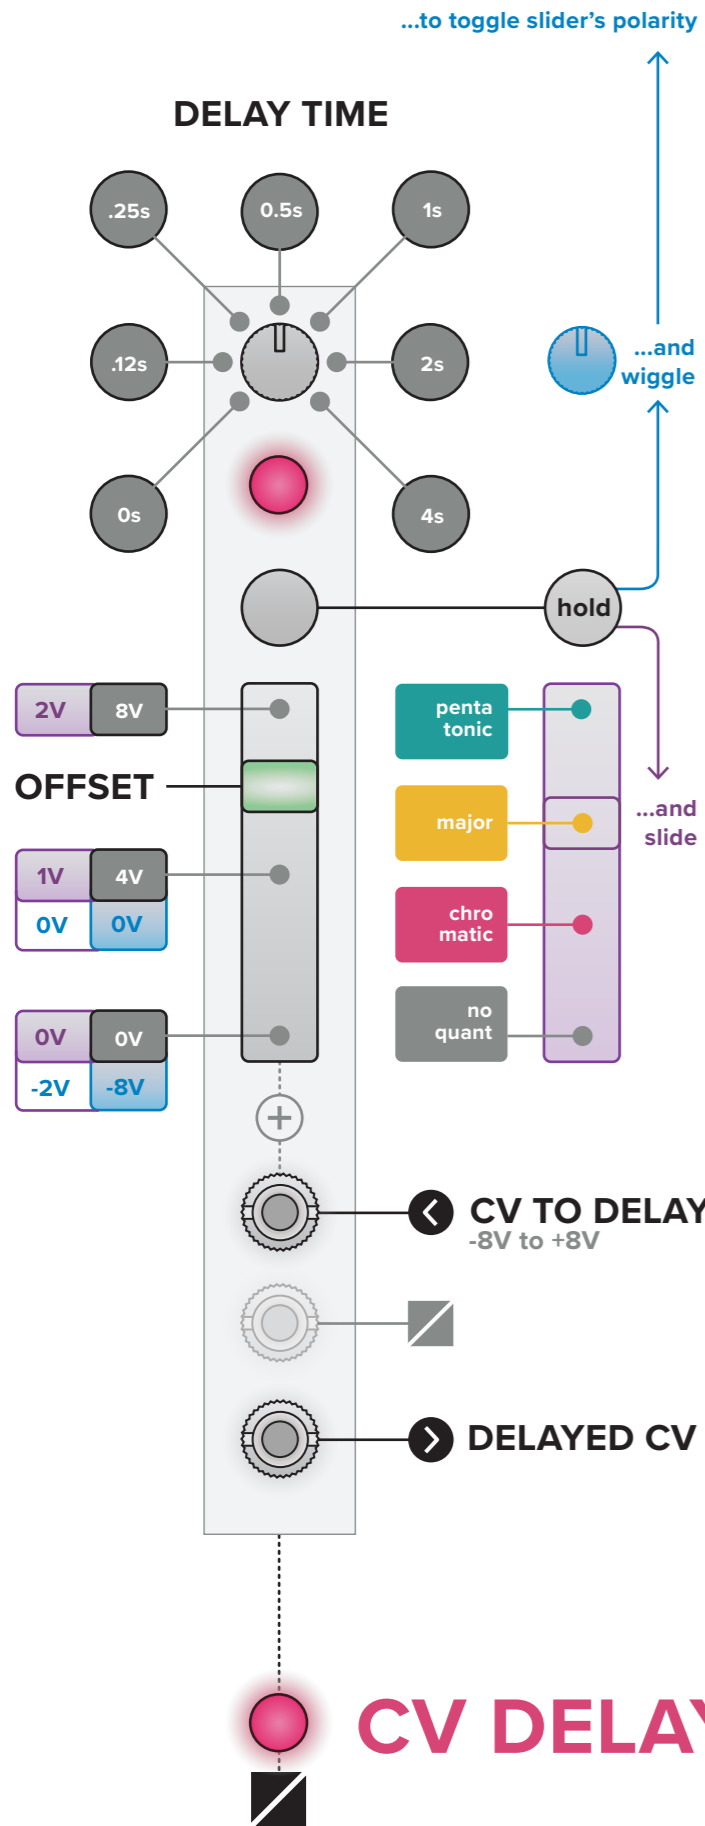 ...to toggle slider's polarity
DELAY TIME
.25s
0.5s
1s
.12s
2s
...and
wiggle
0s
4s
hold
2V 8V
penta
tonic
OFFSET
...and
slide
major
1V 4V
0V 0V
chro
matic
no
quant
0V 0V
-2V -8V
CV TO DELAY
-8V to +8V
DELAYED CV
CV DELAY